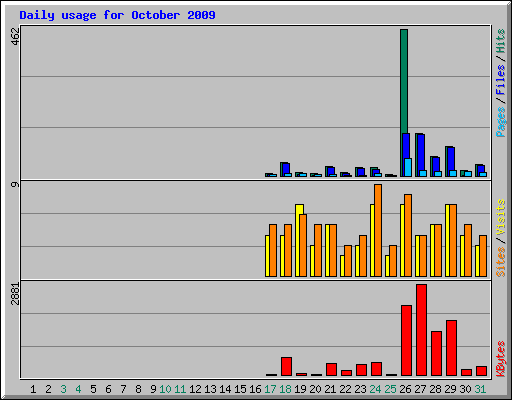 Daily usage for October 2009
462
9
2881
Pages / Files / Hits
Sites / Visits
KBytes
1 2 3 4 5 6 7 8 9 10 11 12 13 14 15 16 17 18 19 20 21 22 23 24 25 26 27 28 29 30 31